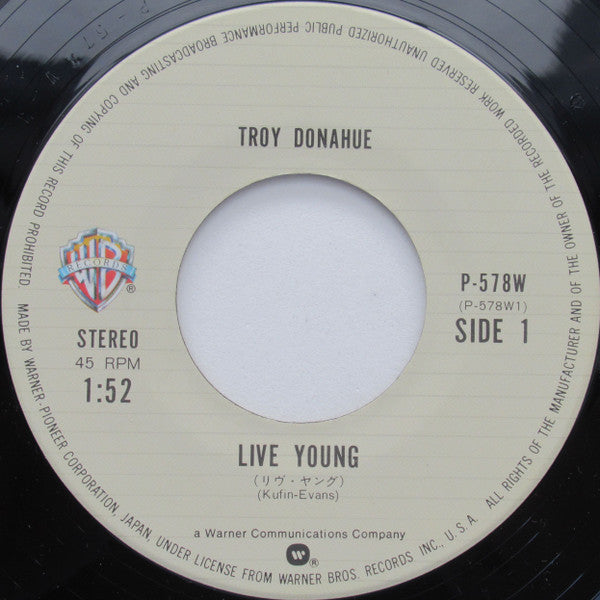 TROY DONAHUE
WB
RECORDS
®
STEREO
45 RPM
1:52
P-578W
(P-578W1)
SIDE 1
LIVE YOUNG
(リヴ・ヤング)
(Kufin-Evans)
a Warner Communications Company
®
MADE BY WARNER-PIONEER CORPORATION, JAPAN, UNDER LICENSE FROM WARNER BROS. RECORDS INC., U.S.A. ALL RIGHTS OF THE MANUFACTURER AND OF THE OWNER OF THE RECORDED WORK RESERVED UNAUTHORIZED PUBLIC PERFORMANCE BROADCASTING AND COPYING OF THIS RECORD PROHIBITED.